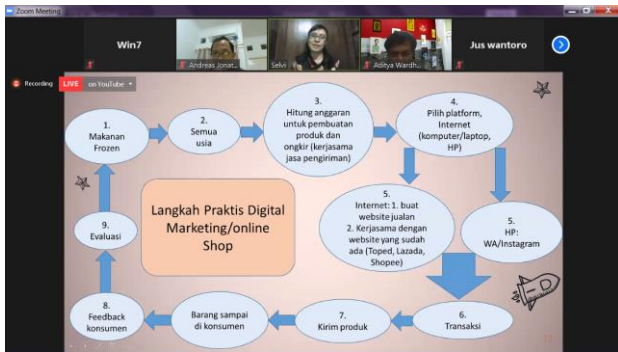 Zoom Meeting
Win7
Andreas Jonat...
Selvi
Aditya Wardh...
Jus wantoro
Recording
LIVE
on YouTube
1.
Makanan
Frozen
2.
Semua
usia
3.
Hitung anggaran
untuk pembuatan
produk dan
ongkir (kerjasama
jasa pengiriman)
4.
Pilih platform,
Internet
(komputer/laptop,
HP)
Langkah Praktis Digital
Marketing/online
Shop
5.
Internet: 1. buat
website jualan
2. Kerjasama dengan
website yang sudah
ada (Toped, Lazada,
Shopee)
5.
HP:
WA/Instagram
9.
Evaluasi
8.
Feedback
konsumen
Barang sampai
di konsumen
7.
Kirim produk
6.
Transaksi